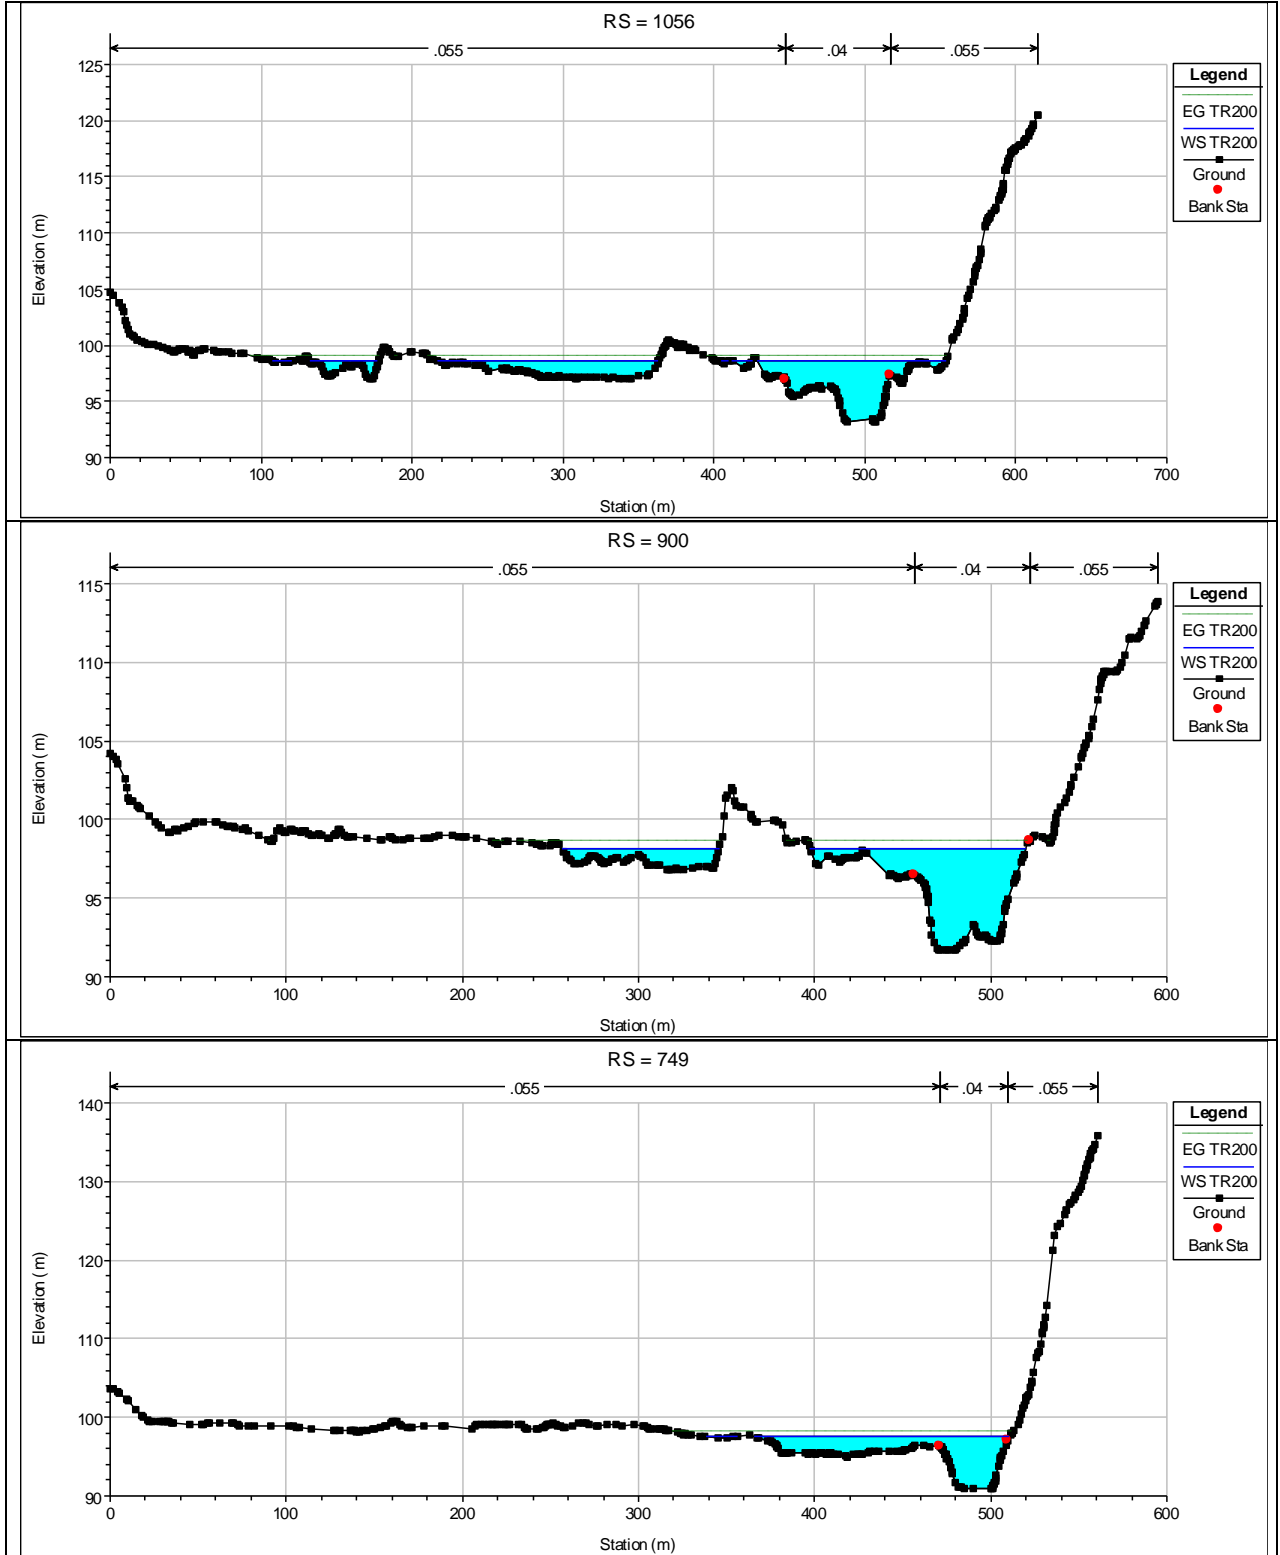 RS = 1056
.055 .04 .055
125
120
115
110
105
100
95
90
0 100 200 300 400 500 600 700
Elevation (m)
Station (m)
Legend
EG TR200
WS TR200
Ground
Bank Sta
RS = 900
.055 .04 .055
115
110
105
100
95
90
0 100 200 300 400 500 600
Elevation (m)
Station (m)
Legend
EG TR200
WS TR200
Ground
Bank Sta
RS = 749
.055 .04 .055
140
130
120
110
100
90
0 100 200 300 400 500 600
Elevation (m)
Station (m)
Legend
EG TR200
WS TR200
Ground
Bank Sta